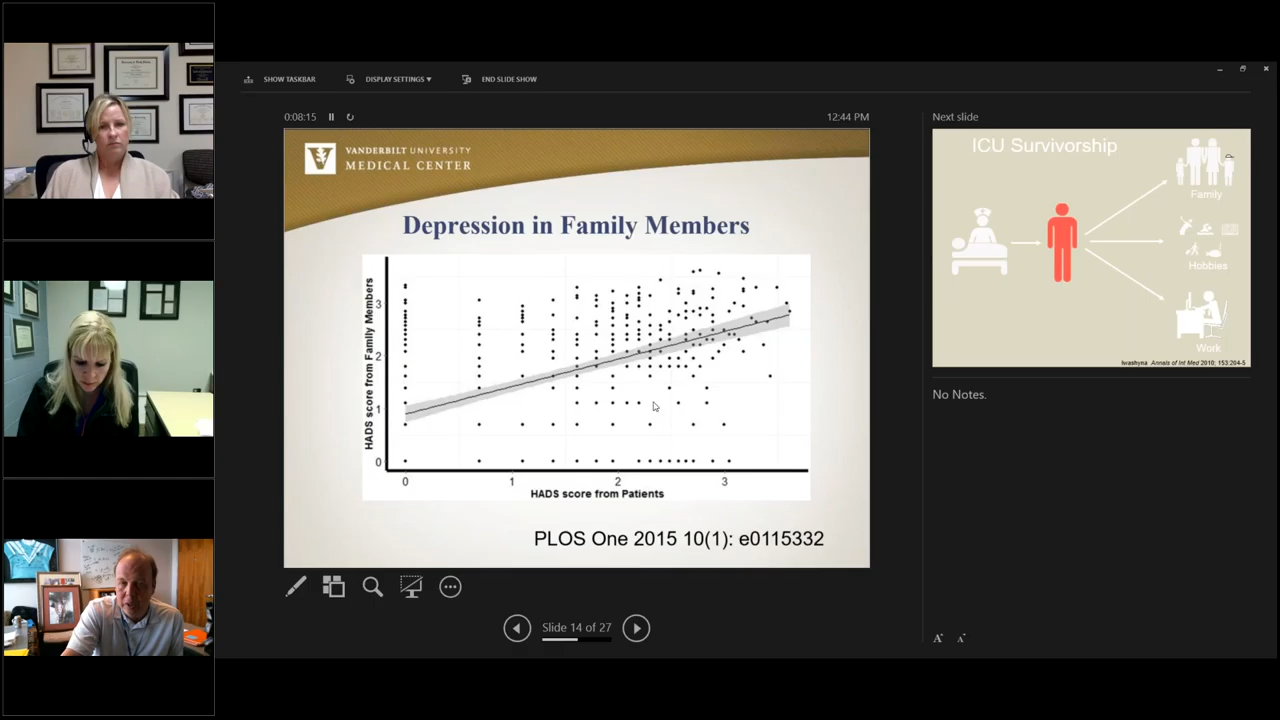 SHOW TASKBAR DISPLAY SETTINGS ▼ END SLIDE SHOW
0:08:15 12:44 PM
VANDERBILT UNIVERSITY
MEDICAL CENTER
Depression in Family Members
HADS score from Family Members
3
2
1
0
0 1 2 3
HADS score from Patients
PLOS One 2015 10(1): e0115332
Slide 14 of 27
Next slide
ICU Survivorship
Family
Hobbies
Work
Iwashyna Annals of Int Med 2010; 153:204-5
No Notes.
A A